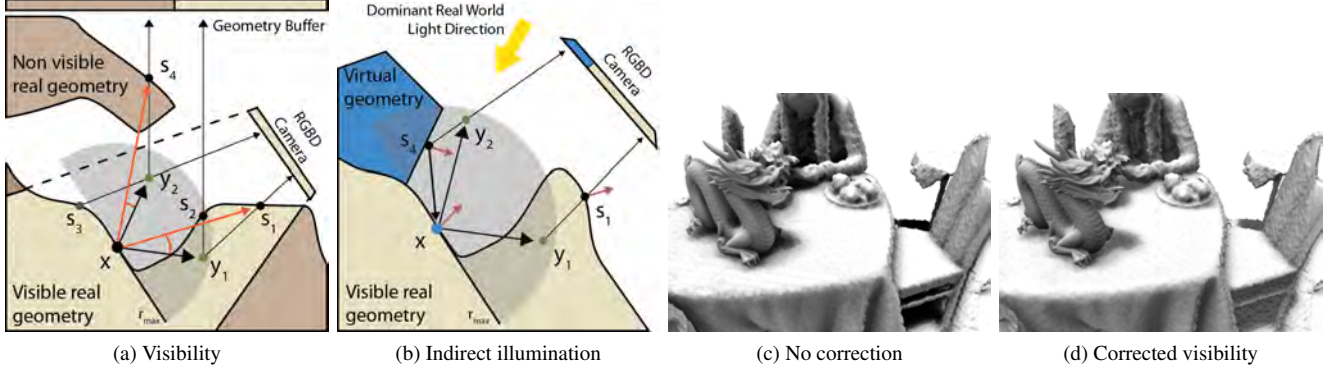 Geometry Buffer
Non visible
real geometry
s4
RGBD
Camera
y2
s3
s2
s1
x
y1
Visible real
geometry
rmax
(a) Visibility
Dominant Real World
Light Direction
RGBD
Camera
Virtual
geometry
s4
y2
s1
x
y1
Visible real
geometry
rmax
(b) Indirect illumination
(c) No correction
(d) Corrected visibility